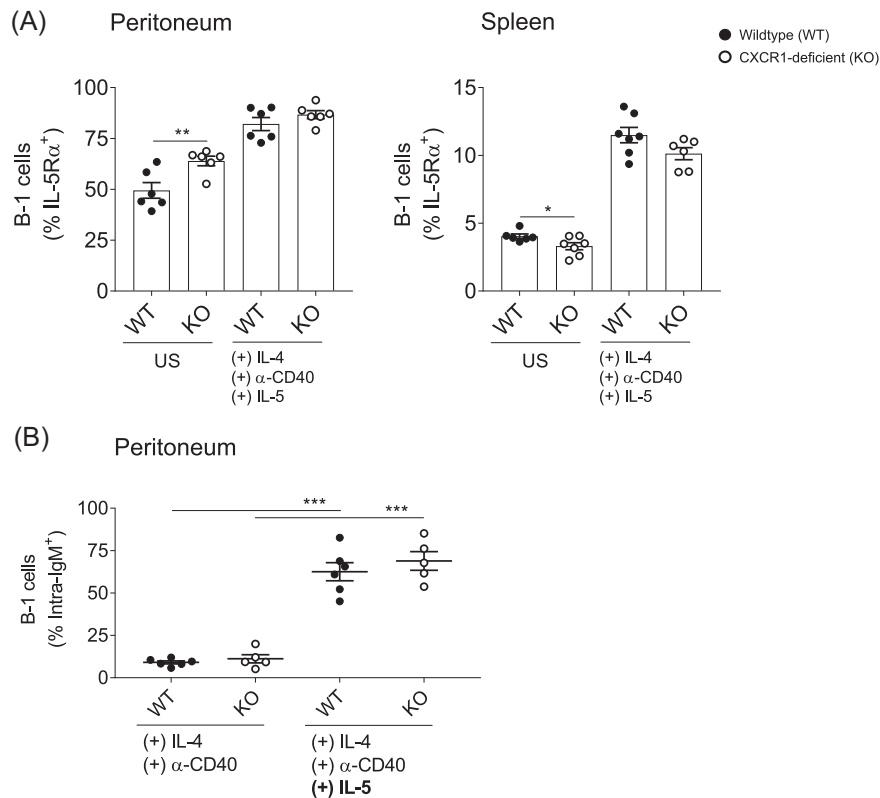 (A)
Peritoneum
Spleen
Wildtype (WT)
CXCR1-deficient (KO)
B-1 cells
(% IL-5Rα⁺)
100
75
50
25
0
**
WT
KO
WT
KO
US
(+) IL-4
(+) α-CD40
(+) IL-5
B-1 cells
(% IL-5Rα⁺)
15
10
5
0
*
WT
KO
WT
KO
US
(+) IL-4
(+) α-CD40
(+) IL-5
(B)
Peritoneum
B-1 cells
(% Intra-IgM⁺)
100
75
50
25
0
***
***
WT
KO
WT
KO
(+) IL-4
(+) α-CD40
(+) IL-4
(+) α-CD40
(+) IL-5